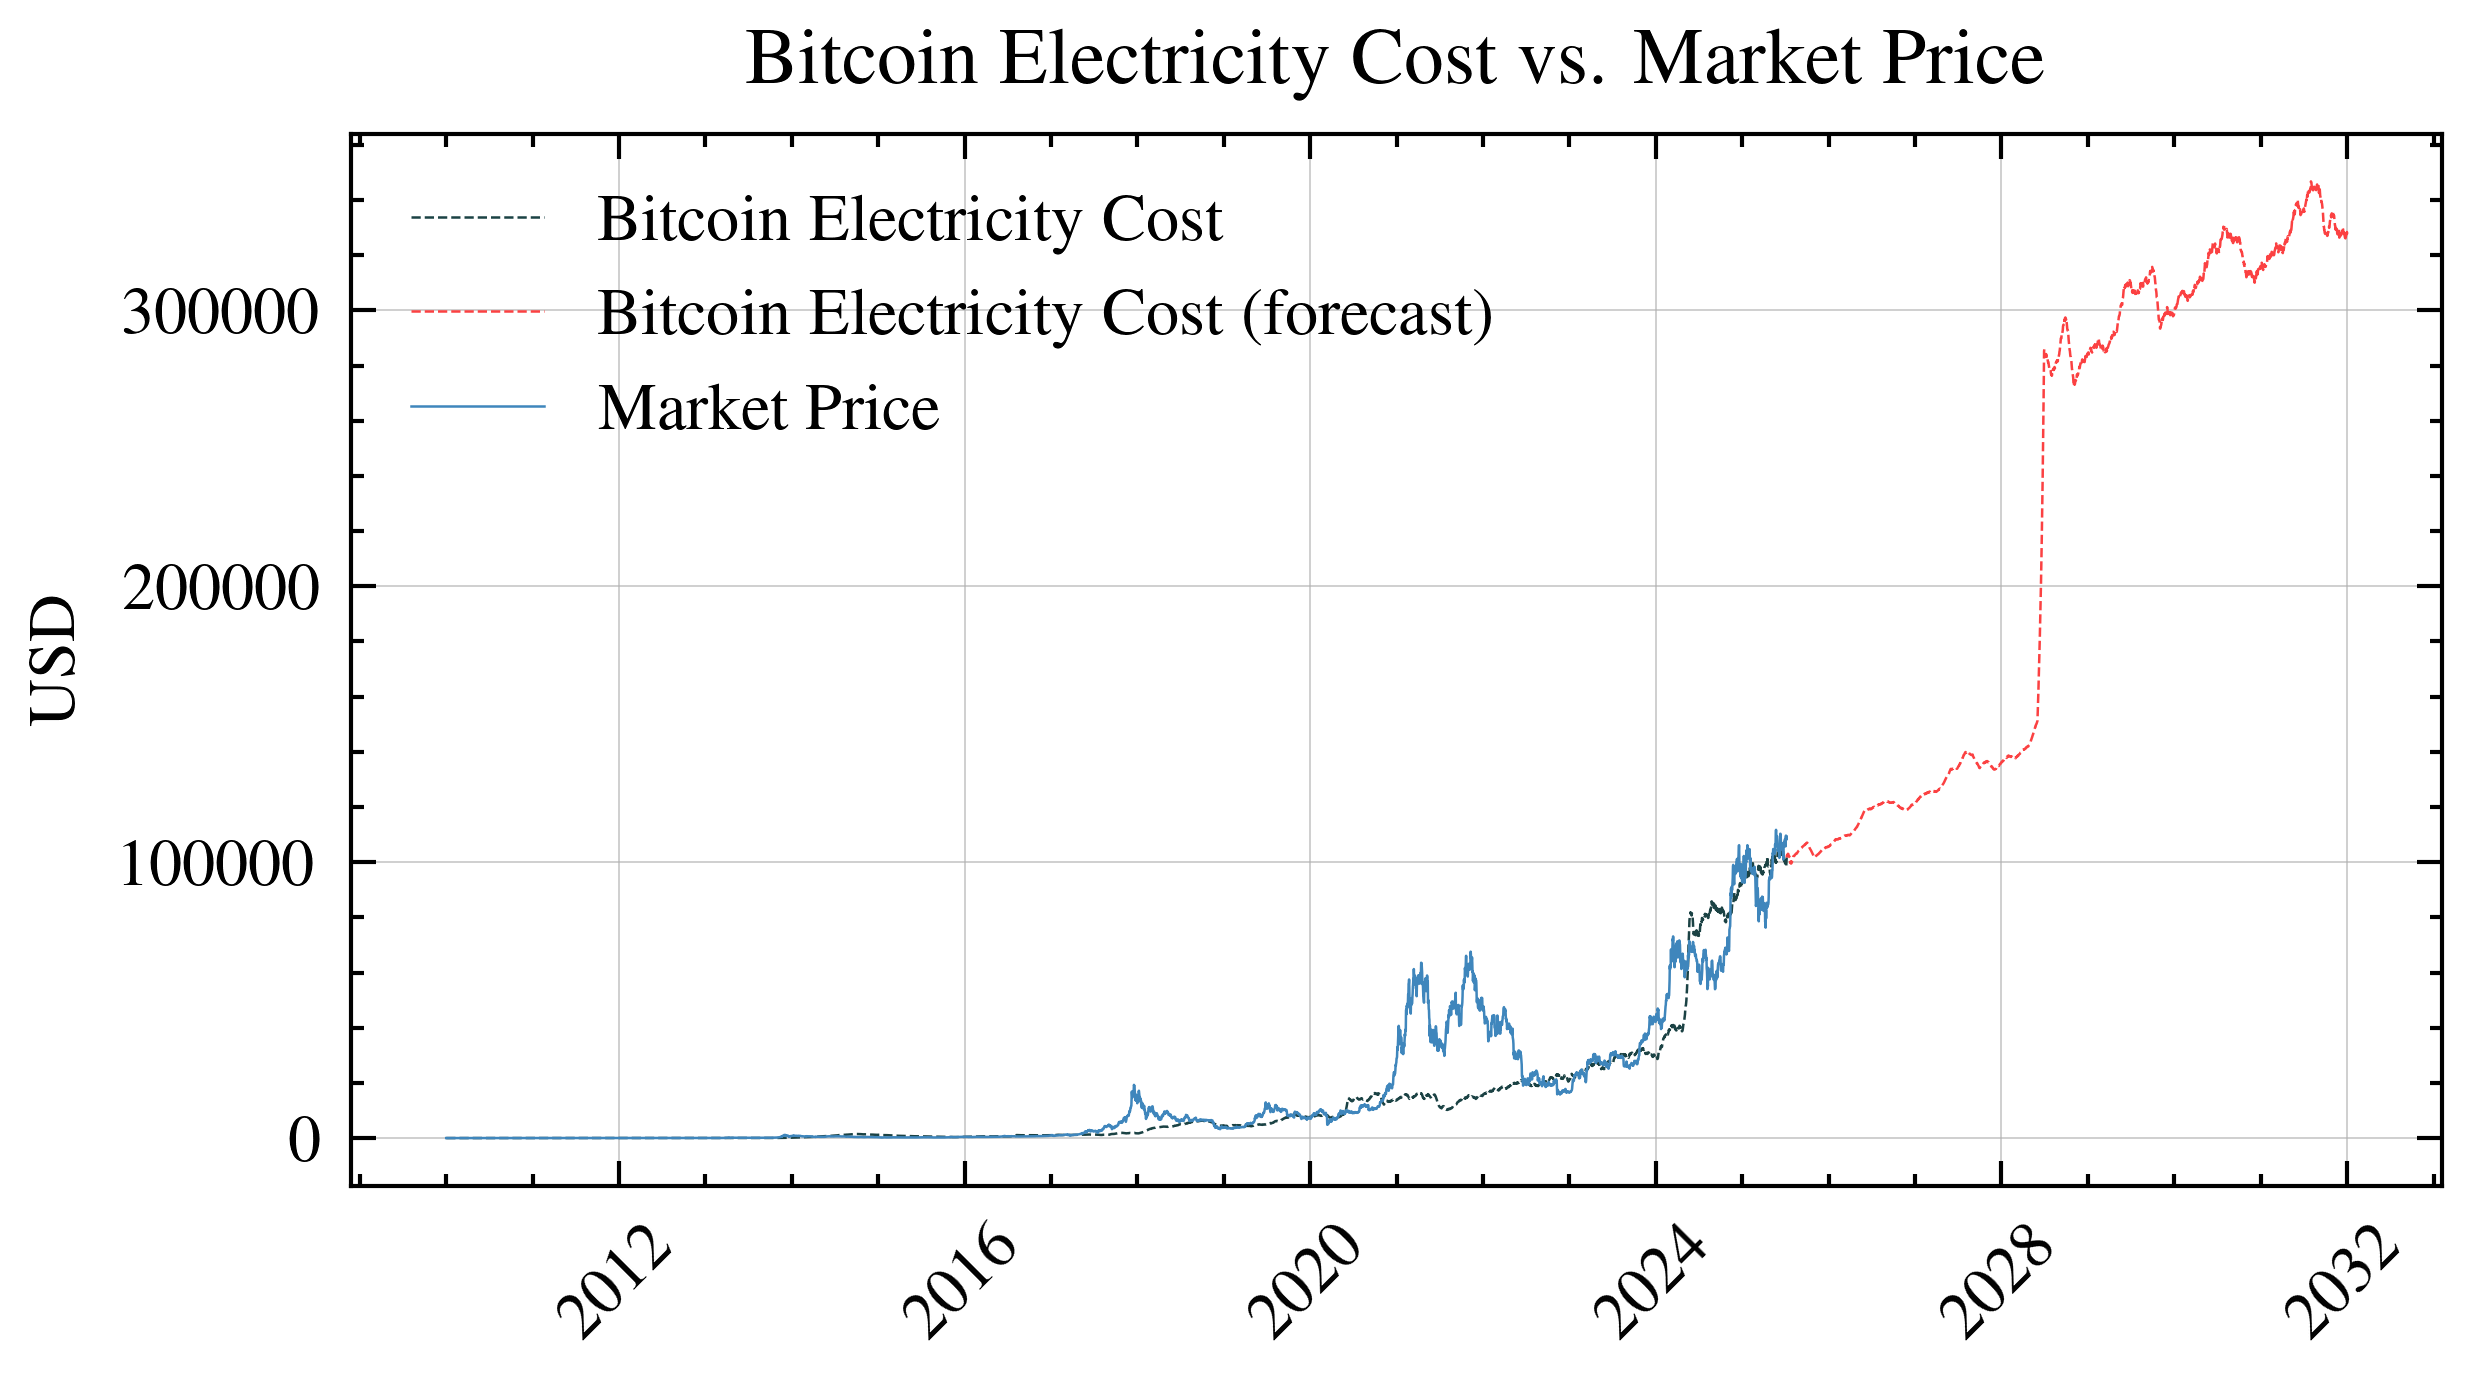 Bitcoin Electricity Cost vs. Market Price
Bitcoin Electricity Cost
Bitcoin Electricity Cost (forecast)
Market Price
USD
300000
200000
100000
0
2012
2016
2020
2024
2028
2032